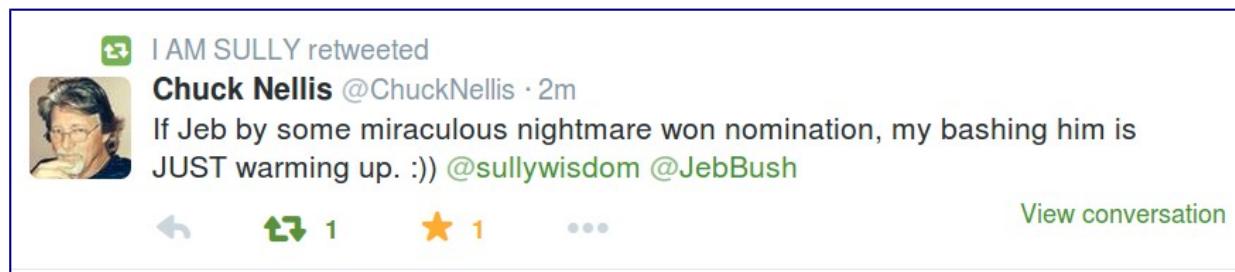 I AM SULLY retweeted
Chuck Nellis @ChuckNellis · 2m
If Jeb by some miraculous nightmare won nomination, my bashing him is
JUST warming up. :)) @sullywisdom @JebBush
1 1
View conversation